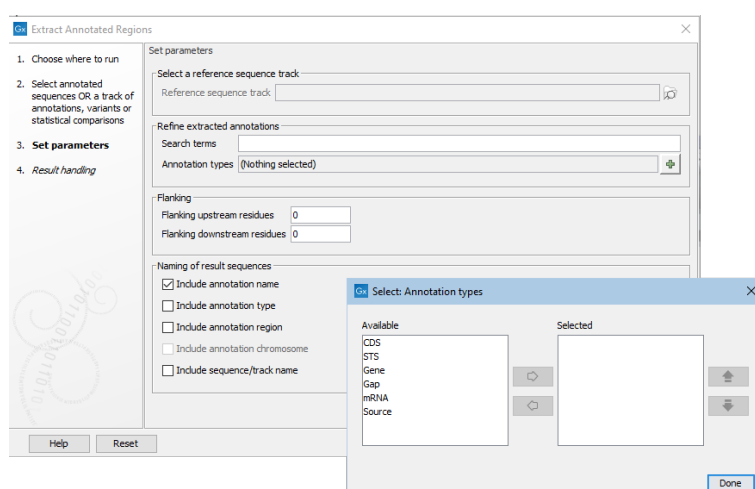 Gx Extract Annotated Regions
1. Choose where to run
2. Select annotated
sequences OR a track of
annotations, variants or
statistical comparisons
3. Set parameters
4. Result handling
Set parameters
Select a reference sequence track
Reference sequence track
Refine extracted annotations
Search terms
Annotation types (Nothing selected)
Flanking
Flanking upstream residues 0
Flanking downstream residues 0
Naming of result sequences
Include annotation name
Include annotation type
Include annotation region
Include annotation chromosome
Include sequence/track name
Help Reset
Gx Select: Annotation types
Available Selected
CDS
STS
Gene
Gap
mRNA
Source
Done